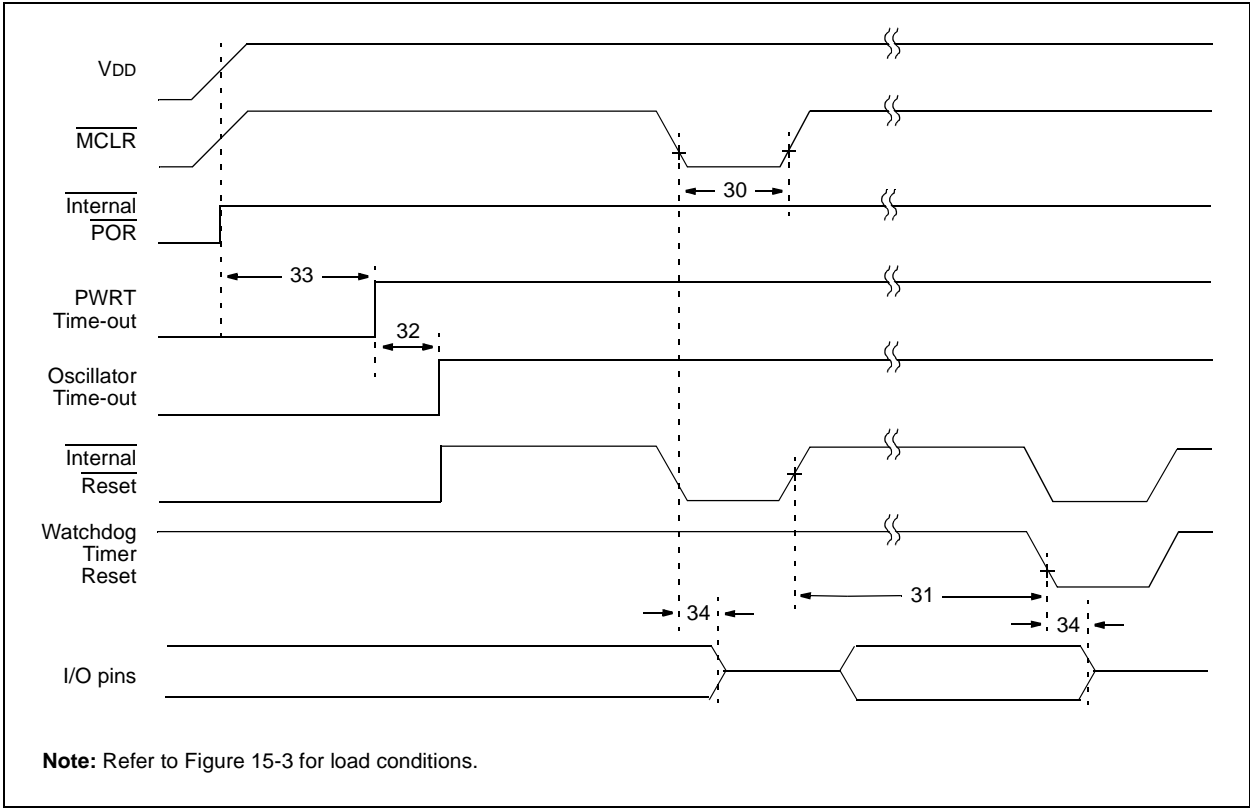 VDD
MCLR
30
Internal
POR
33
PWRT
Time-out
32
Oscillator
Time-out
Internal
Reset
Watchdog
Timer
Reset
31
34
34
I/O pins
Note: Refer to Figure 15-3 for load conditions.